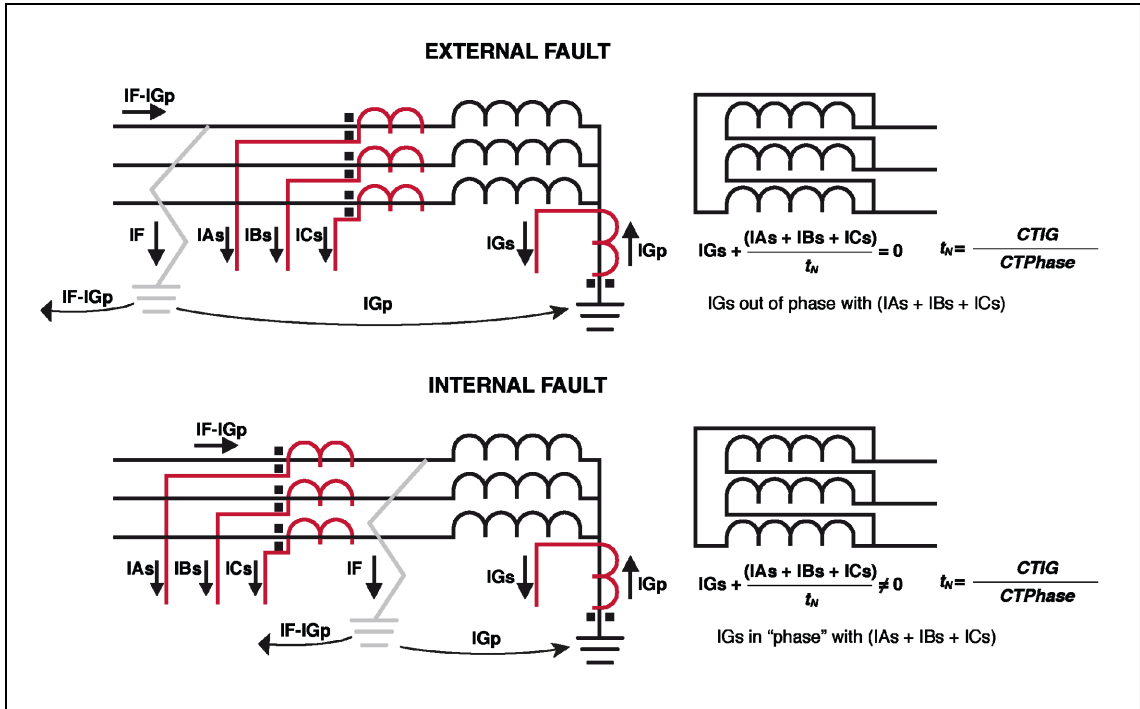 EXTERNAL FAULT
IF-IGp
IF
IAs
IBs
ICs
IGs
IGp
IF-IGp
IGp
IGs + (IAs + IBs + ICs) / tN = 0
tN = CTIG / CTPhase
IGs out of phase with (IAs + IBs + ICs)
INTERNAL FAULT
IF-IGp
IAs
IBs
ICs
IF
IGs
IGp
IF-IGp
IGp
IGs + (IAs + IBs + ICs) / tN ≠ 0
tN = CTIG / CTPhase
IGs in “phase” with (IAs + IBs + ICs)